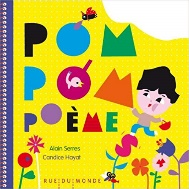 POM
POM
POÈME
Alain Serres
Candice Hayat
RUE DU MONDE